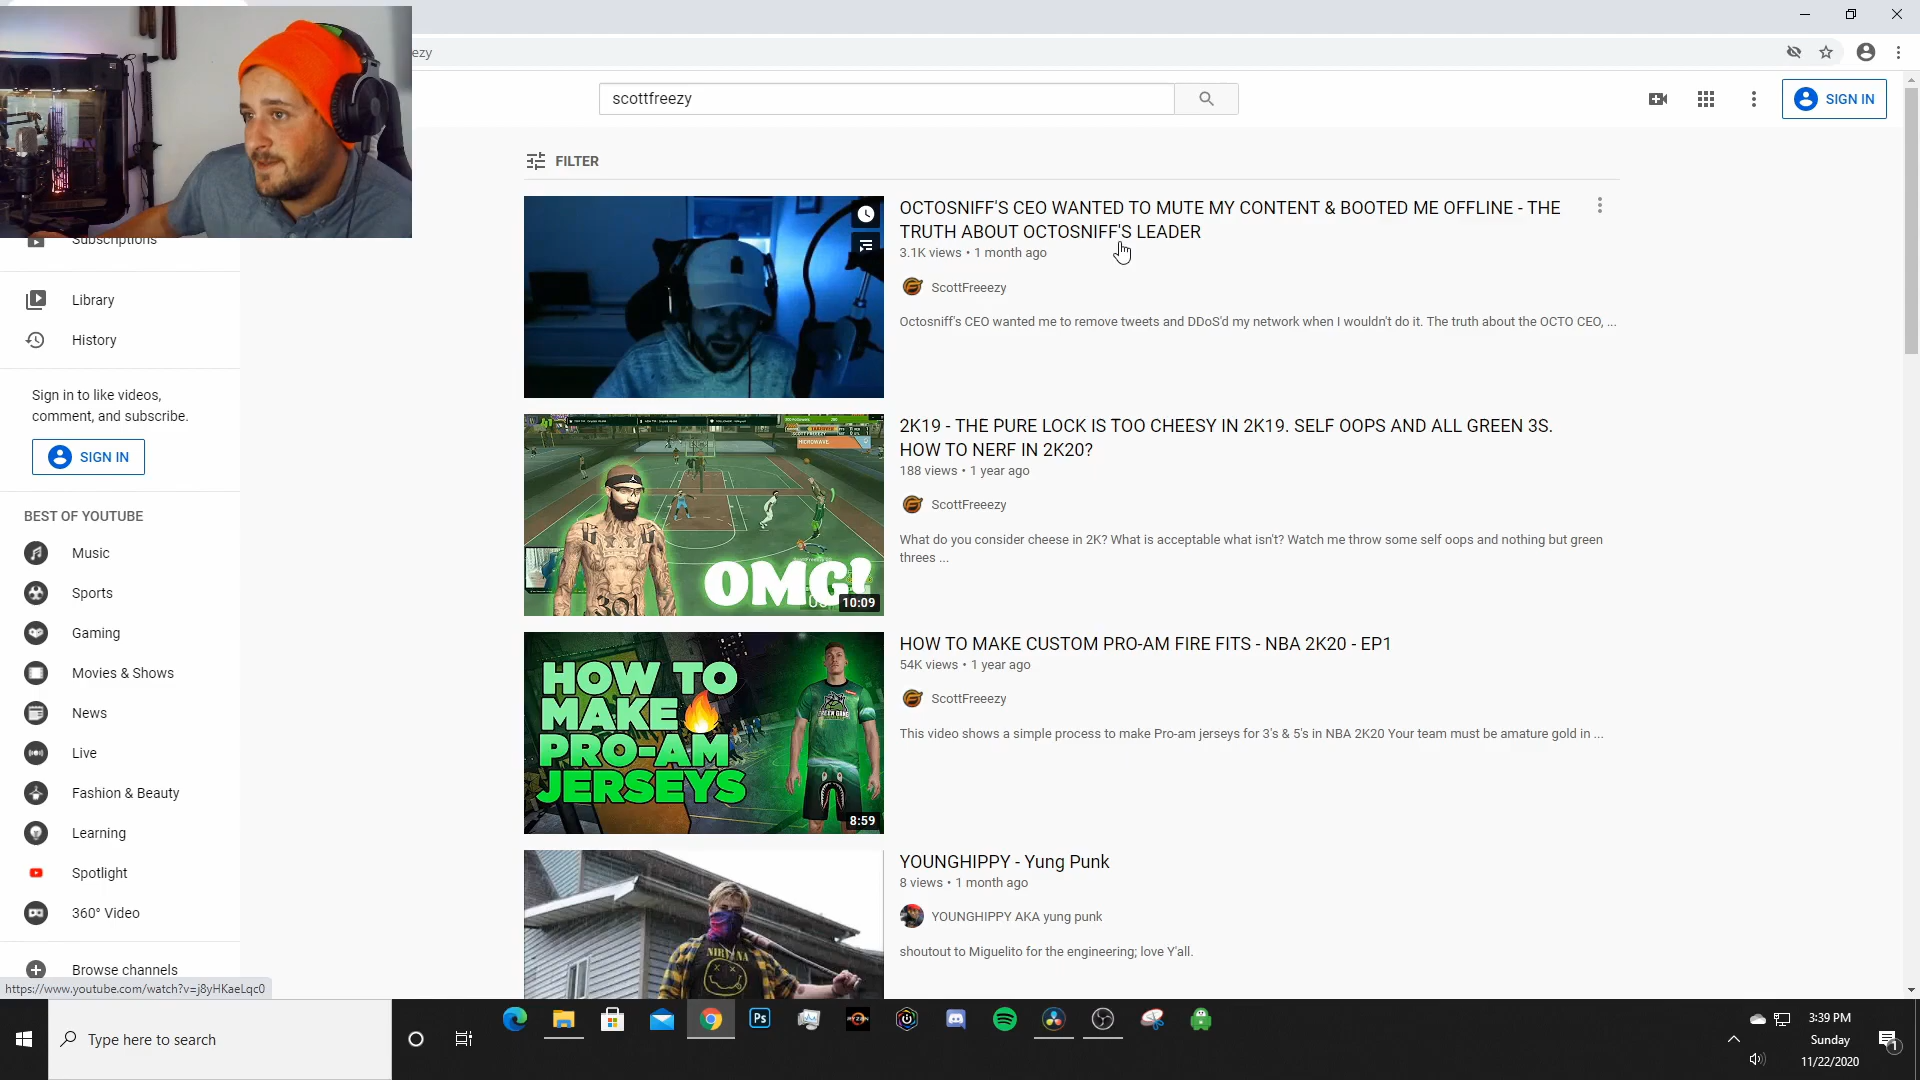 ezy
scottfreezy
SIGN IN
FILTER
OCTOSNIFF'S CEO WANTED TO MUTE MY CONTENT & BOOTED ME OFFLINE - THE
TRUTH ABOUT OCTOSNIFF'S LEADER
3.1K views • 1 month ago
ScottFreeezy
Octosniff's CEO wanted me to remove tweets and DDoS'd my network when I wouldn't do it. The truth about the OCTO CEO, ...
Subscriptions
Library
History
Sign in to like videos,
comment, and subscribe.
SIGN IN
BEST OF YOUTUBE
Music
Sports
Gaming
Movies & Shows
News
Live
Fashion & Beauty
Learning
Spotlight
360° Video
Browse channels
https://www.youtube.com/watch?v=j8yHKaeLqc0
MICROWAVE
301
OMG!
10:09
2K19 - THE PURE LOCK IS TOO CHEESY IN 2K19. SELF OOPS AND ALL GREEN 3S.
HOW TO NERF IN 2K20?
188 views • 1 year ago
ScottFreeezy
What do you consider cheese in 2K? What is acceptable what isn't? Watch me throw some self oops and nothing but green
threes ...
HOW TO
MAKE
PRO-AM
JERSEYS
GREEN GANG
8:59
HOW TO MAKE CUSTOM PRO-AM FIRE FITS - NBA 2K20 - EP1
54K views • 1 year ago
ScottFreeezy
This video shows a simple process to make Pro-am jerseys for 3's & 5's in NBA 2K20 Your team must be amature gold in ...
NIRVANA
YOUNGHIPPY - Yung Punk
8 views • 1 month ago
YOUNGHIPPY AKA yung punk
shoutout to Miguelito for the engineering; love Y'all.
Type here to search
Ps
RYZEN
3:39 PM
Sunday
11/22/2020
1